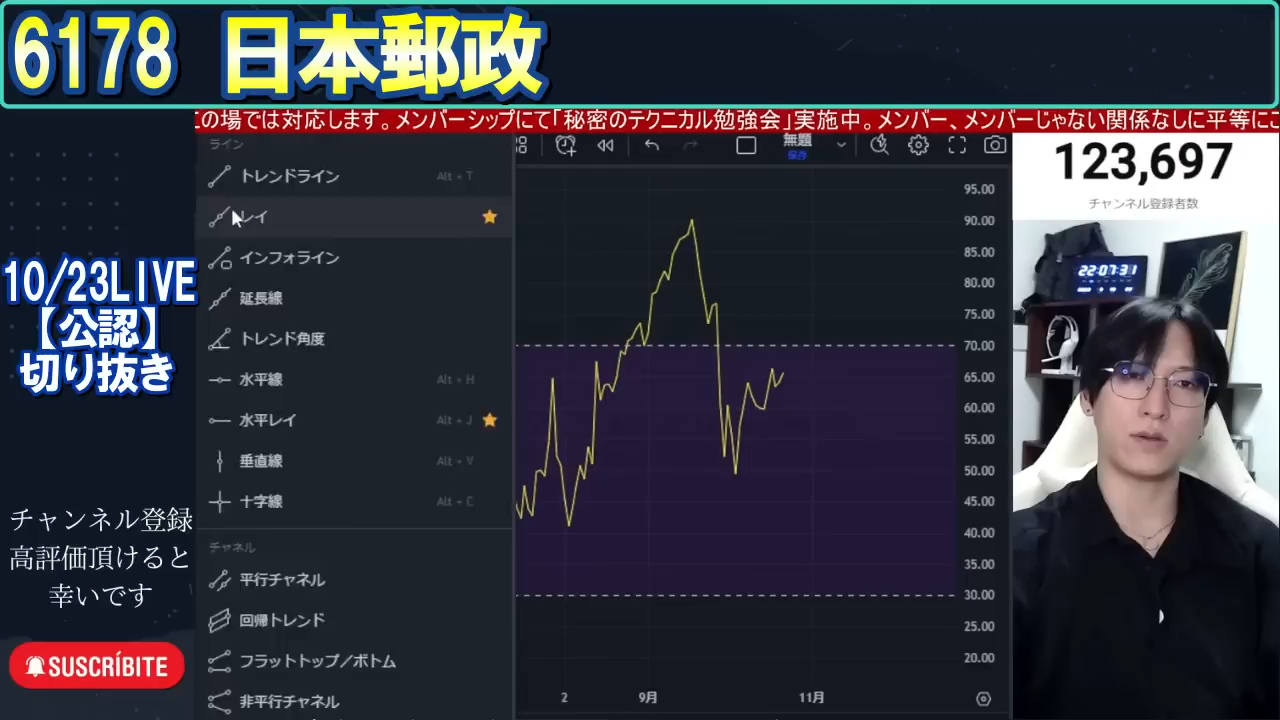 6178 日本郵政
この場では対応します。メンバーシップにて「秘密のテクニカル勉強会」実施中。メンバー、メンバーじゃない関係なしに平等にこ
ライン
トレンドライン Alt + T
レイ
インフォライン
延長線
トレンド角度
水平線 Alt + H
水平レイ Alt + J
垂直線 Alt + V
十字線 Alt + C
チャネル
平行チャネル
回帰トレンド
フラットトップ/ボトム
非平行チャネル
無題
保存
95.00
90.00
85.00
80.00
75.00
70.00
65.00
60.00
55.00
50.00
45.00
40.00
35.00
30.00
25.00
20.00
2 9月 11月
123,697
チャンネル登録者数
22:07:31
10/23LIVE
【公認】
切り抜き
チャンネル登録
高評価頂けると
幸いです
SUSCRÍBITE